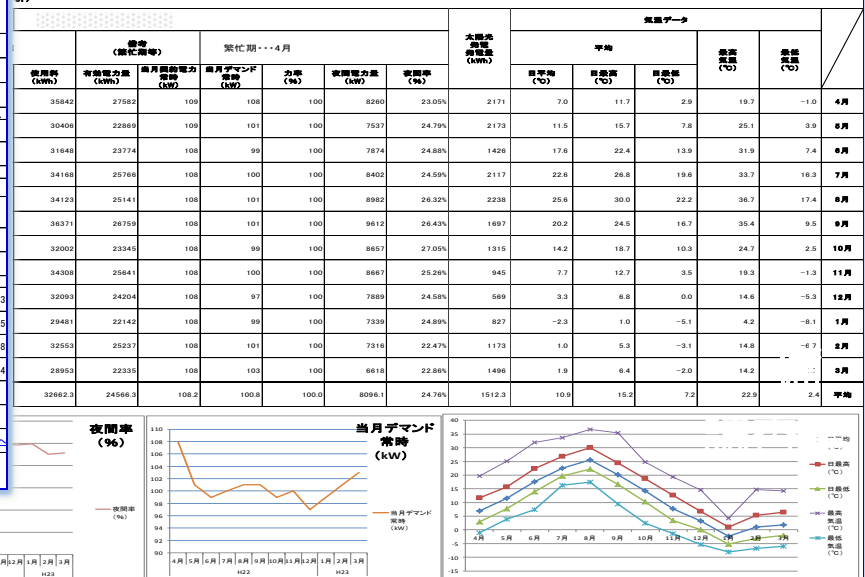 備考
(繁忙期等)
繁忙期・・・4月
太陽光
発電
発電量
(kWh)
気温データ
平均
最高
気温
(℃)
最低
気温
(℃)
使用料
(kWh)
有効電力量
(kWh)
当月契約電力
常時
(kW)
当月デマンド
常時
(kW)
力率
(%)
夜間電力量
(kWh)
夜間率
(%)
日平均
(℃)
日最高
(℃)
日最低
(℃)
35842 27582 109 108 100 8260 23.05% 2171 7.0 11.7 2.9 19.7 −1.0 4月
30406 22869 109 101 100 7537 24.79% 2173 11.5 15.7 7.8 25.1 3.9 5月
31648 23774 108 99 100 7874 24.88% 1426 17.6 22.4 13.9 31.9 7.4 6月
34168 25766 108 100 100 8402 24.59% 2117 22.6 26.8 19.6 33.7 16.3 7月
34123 25141 108 101 100 8982 26.32% 2238 25.6 30.0 22.2 36.7 17.4 8月
36371 26759 108 101 100 9612 26.43% 1697 20.2 24.5 16.7 35.4 9.5 9月
32002 23345 108 99 100 8657 27.05% 1315 14.2 18.7 10.3 24.7 2.5 10月
34308 25641 108 100 100 8667 25.26% 945 7.7 12.7 3.5 19.3 −1.3 11月
32093 24204 108 97 100 7889 24.58% 569 3.3 6.8 0.0 14.6 −5.3 12月
29481 22142 108 99 100 7339 24.89% 827 −2.3 1.0 −5.1 4.2 −8.1 1月
32553 25237 108 101 100 7316 22.47% 1173 1.0 5.3 −3.1 14.8 −6.7 2月
28953 22335 108 103 100 6618 22.86% 1496 1.9 6.4 −2.0 14.2 3月
32662.3 24566.3 108.2 100.8 100.0 8096.1 24.76% 1512.3 10.9 15.2 7.2 22.9 2.4 平均
夜間率
(%)
夜間率
(%)
12月 1月 2月 3月
H23
当月デマンド
常時
(kW)
110
108
106
104
102
100
98
96
94
92
90
4月 5月 6月 7月 8月 9月 10月 11月 12月 1月 2月 3月
H22 H23
当月デマンド
常時
(kW)
40
35
30
25
20
15
10
5
0
-5
-10
-15
4月 5月 6月 7月 8月 9月 10月 11月 12月 1月 2月 3月
日最高
(℃)
日最低
(℃)
最高
気温
(℃)
最低
気温
(℃)